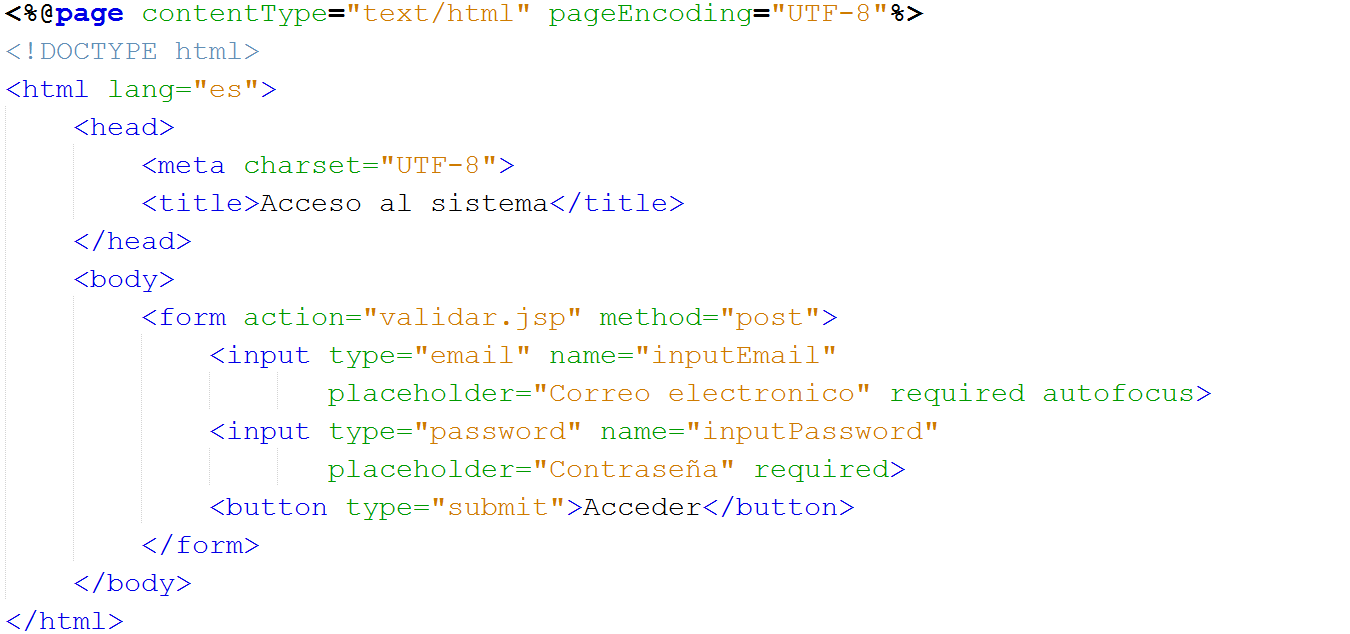 <%@page contentType="text/html" pageEncoding="UTF-8"%>
<!DOCTYPE html>
<html lang="es">
    <head>
        <meta charset="UTF-8">
        <title>Acceso al sistema</title>
    </head>
    <body>
        <form action="validar.jsp" method="post">
            <input type="email" name="inputEmail"
                   placeholder="Correo electronico" required autofocus>
            <input type="password" name="inputPassword"
                   placeholder="Contraseña" required>
            <button type="submit">Acceder</button>
        </form>
    </body>
</html>